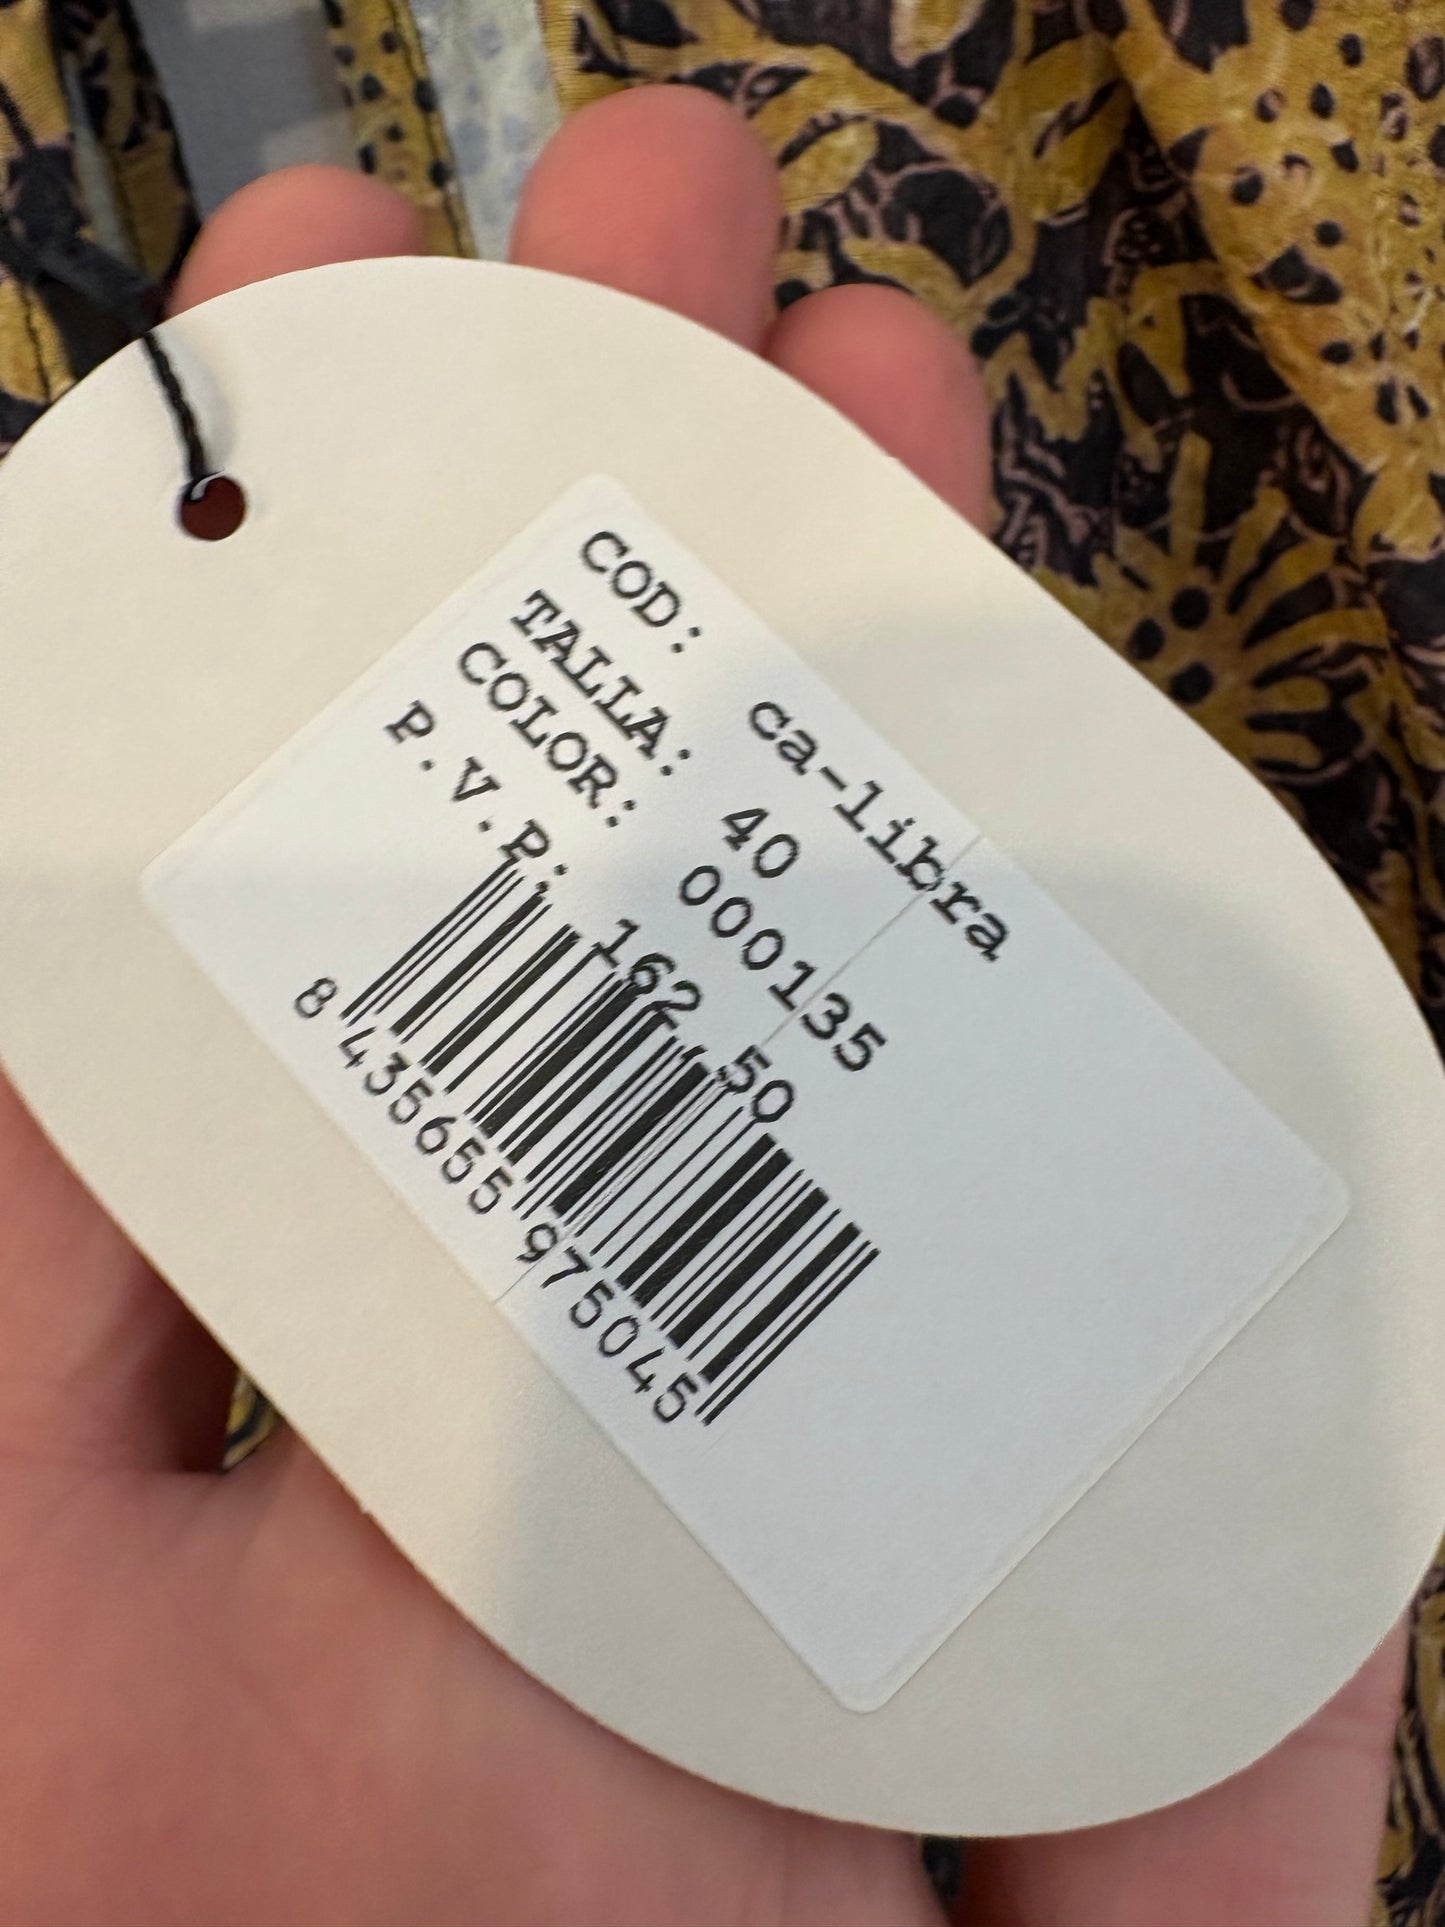 COD: ca-libra
TALLA: 40
COLOR: 000135
P.V.P. 162,50
8 435655 975045